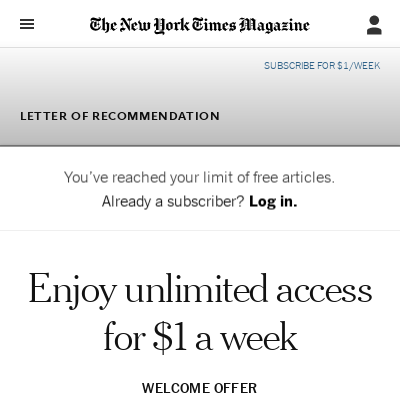 The New York Times Magazine
SUBSCRIBE FOR $1/WEEK
LETTER OF RECOMMENDATION
You’ve reached your limit of free articles.
Already a subscriber? Log in.
Enjoy unlimited access
for $1 a week
WELCOME OFFER